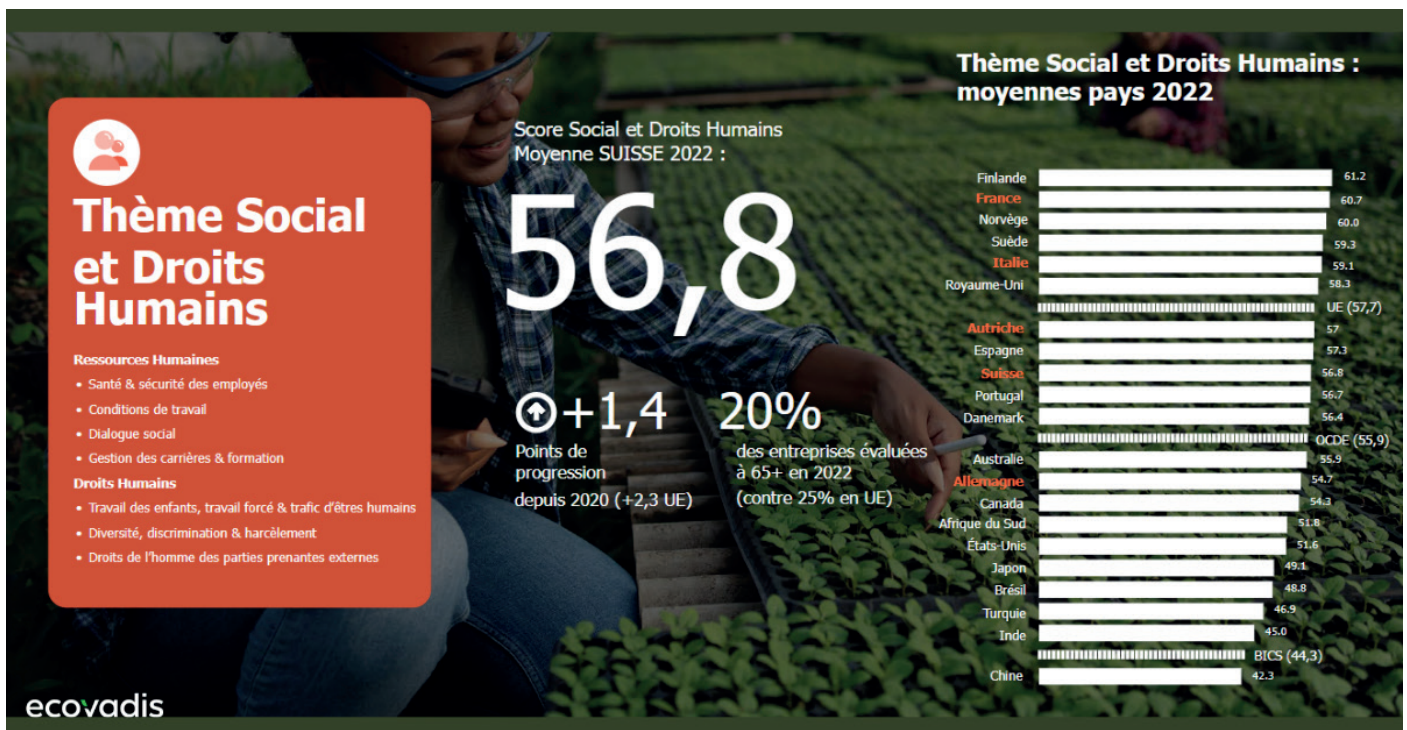 Thème Social
et Droits
Humains
Ressources Humaines
• Santé & sécurité des employés
• Conditions de travail
• Dialogue social
• Gestion des carrières & formation
Droits Humains
• Travail des enfants, travail forcé & trafic d'êtres humains
• Diversité, discrimination & harcèlement
• Droits de l'homme des parties prenantes externes
ecovadis
Score Social et Droits Humains
Moyenne SUISSE 2022 :
56,8
+1,4
Points de
progression
depuis 2020 (+2,3 UE)
20%
des entreprises évaluées
à 65+ en 2022
(contre 25% en UE)
Thème Social et Droits Humains :
moyennes pays 2022
Finlande 61.2
France 60.7
Norvège 60.0
Suède 59.3
Italie 59.1
Royaume-Uni 58.3
UE (57,7)
Autriche 57
Espagne 57.3
Suisse 56.8
Portugal 56.7
Danemark 56.4
OCDE (55,9)
Australie 55.9
Allemagne 54.7
Canada 54.3
Afrique du Sud 51.8
États-Unis 51.6
Japon 49.1
Brésil 48.8
Turquie 46.9
Inde 45.0
BICS (44,3)
Chine 42.3